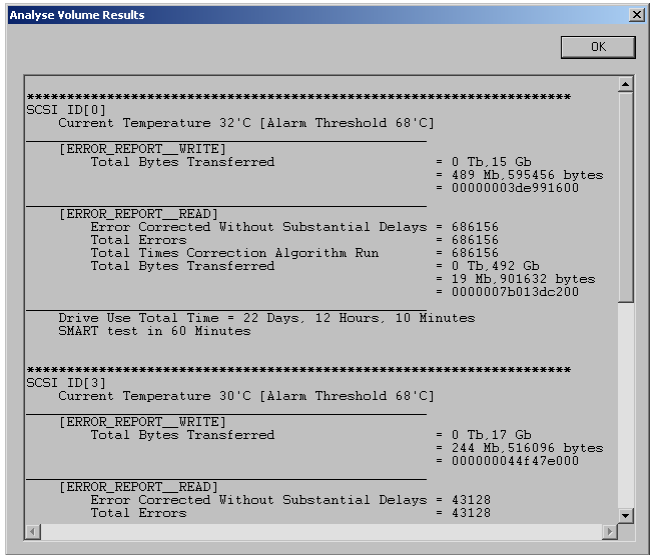 Analyse Volume Results
OK
********************************************************************
SCSI ID[0]
Current Temperature 32'C [Alarm Threshold 68'C]
[ERROR_REPORT__WRITE]
Total Bytes Transferred = 0 Tb,15 Gb
= 489 Mb,595456 bytes
= 00000003de991600
[ERROR_REPORT__READ]
Error Corrected Without Substantial Delays = 686156
Total Errors = 686156
Total Times Correction Algorithm Run = 686156
Total Bytes Transferred = 0 Tb,492 Gb
= 19 Mb,901632 bytes
= 0000007b013dc200
Drive Use Total Time = 22 Days, 12 Hours, 10 Minutes
SMART test in 60 Minutes
********************************************************************
SCSI ID[3]
Current Temperature 30'C [Alarm Threshold 68'C]
[ERROR_REPORT__WRITE]
Total Bytes Transferred = 0 Tb,17 Gb
= 244 Mb,516096 bytes
= 000000044f47e000
[ERROR_REPORT__READ]
Error Corrected Without Substantial Delays = 43128
Total Errors = 43128